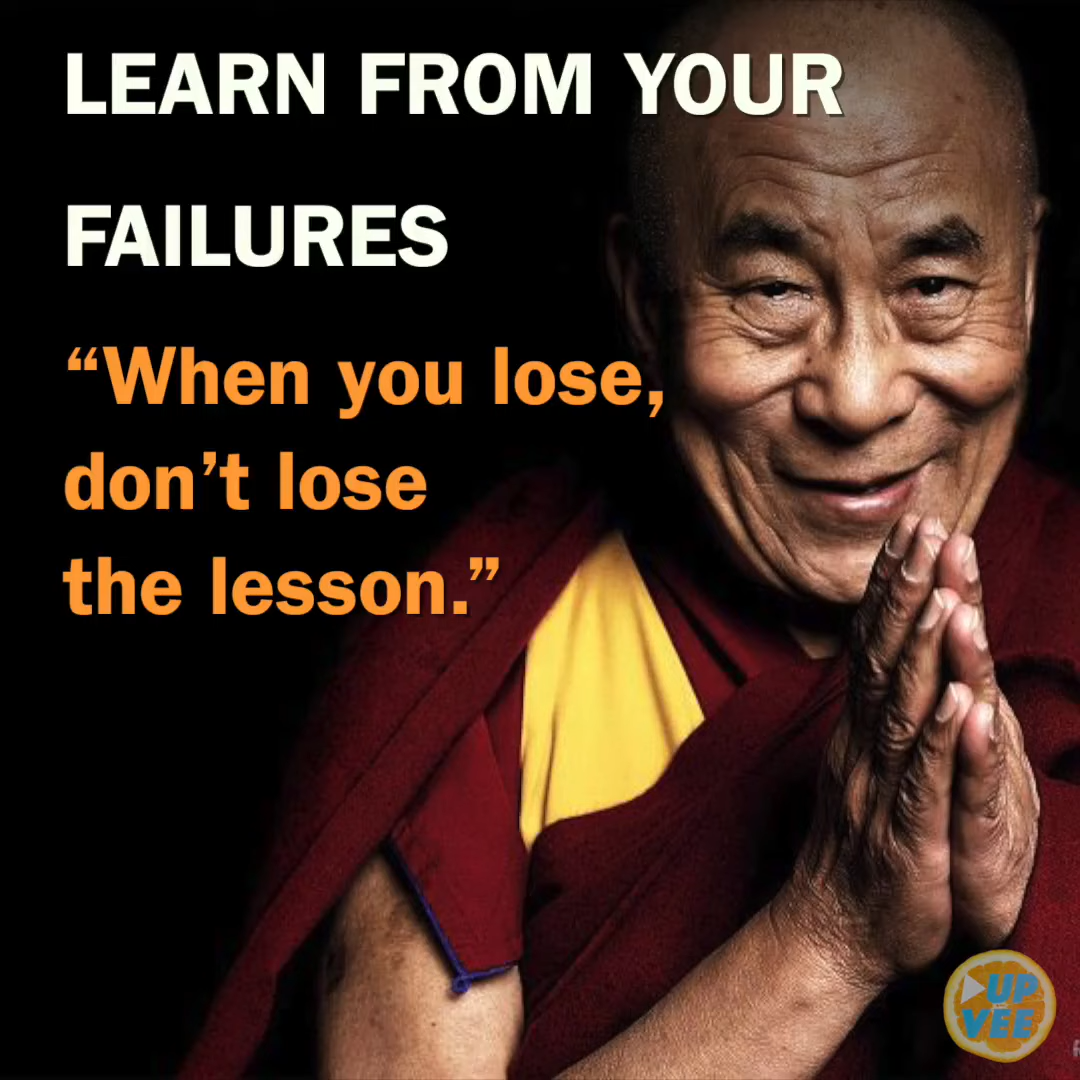 LEARN FROM YOUR
FAILURES
“When you lose,
don’t lose
the lesson.”
UP
VEE